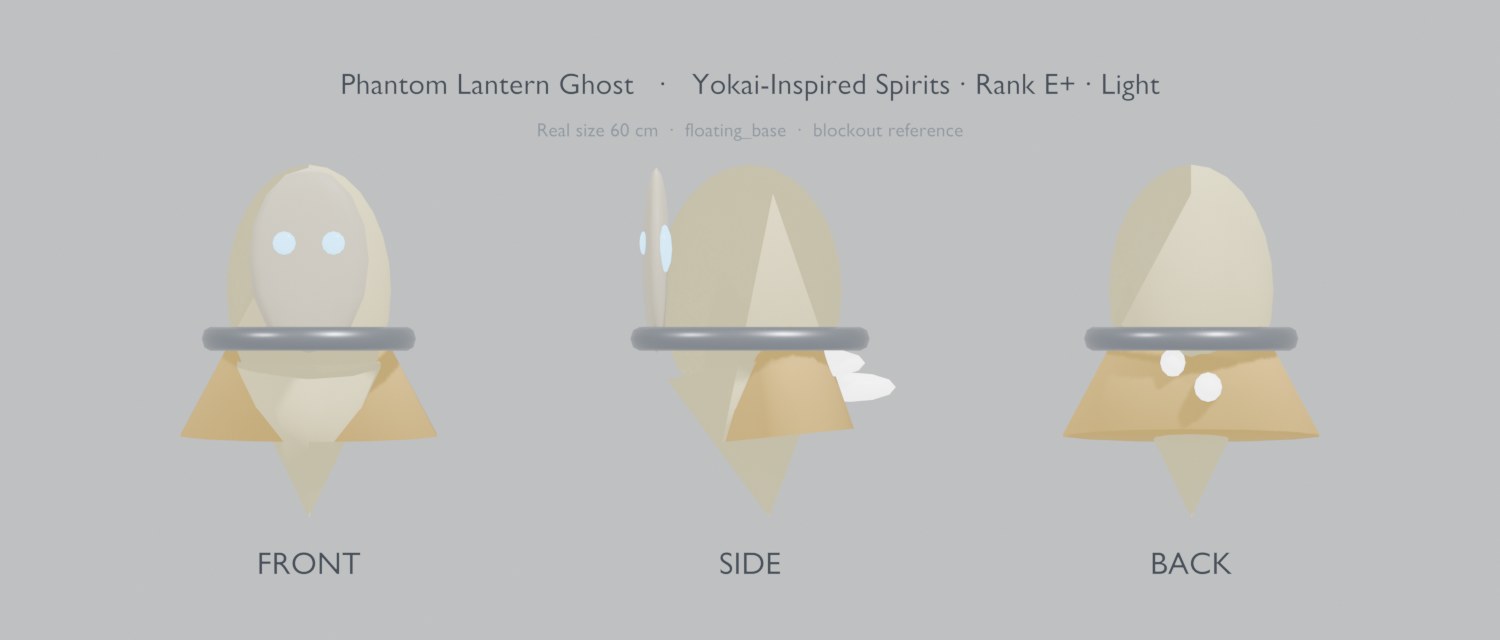 Phantom Lantern Ghost · Yokai-Inspired Spirits · Rank E+ · Light
Real size 60 cm · floating_base · blockout reference
FRONT SIDE BACK